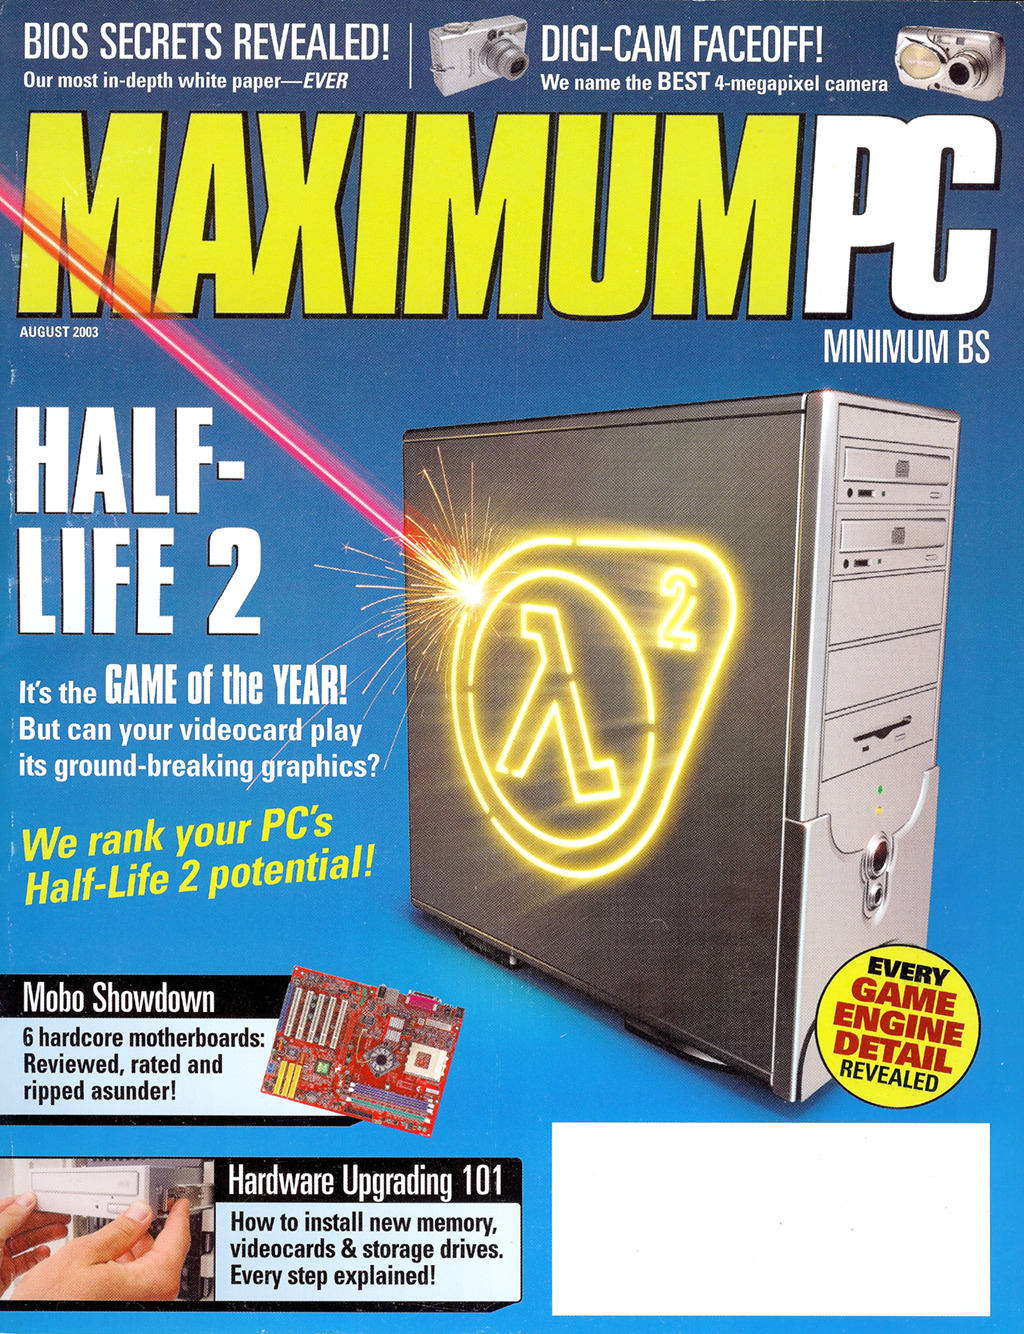 BIOS SECRETS REVEALED!
Our most in-depth white paper—EVER
DIGI-CAM FACEOFF!
We name the BEST 4-megapixel camera
MAXIMUMPC
AUGUST 2003
MINIMUM BS
HALF-
LIFE 2
It's the GAME of the YEAR!
But can your videocard play
its ground-breaking graphics?
We rank your PC's
Half-Life 2 potential!
λ 2
Mobo Showdown
6 hardcore motherboards:
Reviewed, rated and
ripped asunder!
EVERY
GAME
ENGINE
DETAIL
REVEALED
Hardware Upgrading 101
How to install new memory,
videocards & storage drives.
Every step explained!